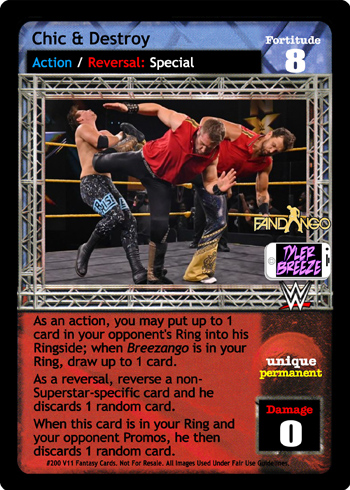 Chic & Destroy
Fortitude
8
Action / Reversal: Special
FANDANGO
TYLER
BREEZE
W
As an action, you may put up to 1
card in your opponent's Ring into his
Ringside; when Breezango is in your
Ring, draw up to 1 card.
As a reversal, reverse a non-
Superstar-specific card and he
discards 1 random card.
When this card is in your Ring and
your opponent Promos, he then
discards 1 random card.
unique
permanent
Damage
0
#200 V11 Fantasy Cards. Not For Resale. All Images Used Under Fair Use Guidelines.